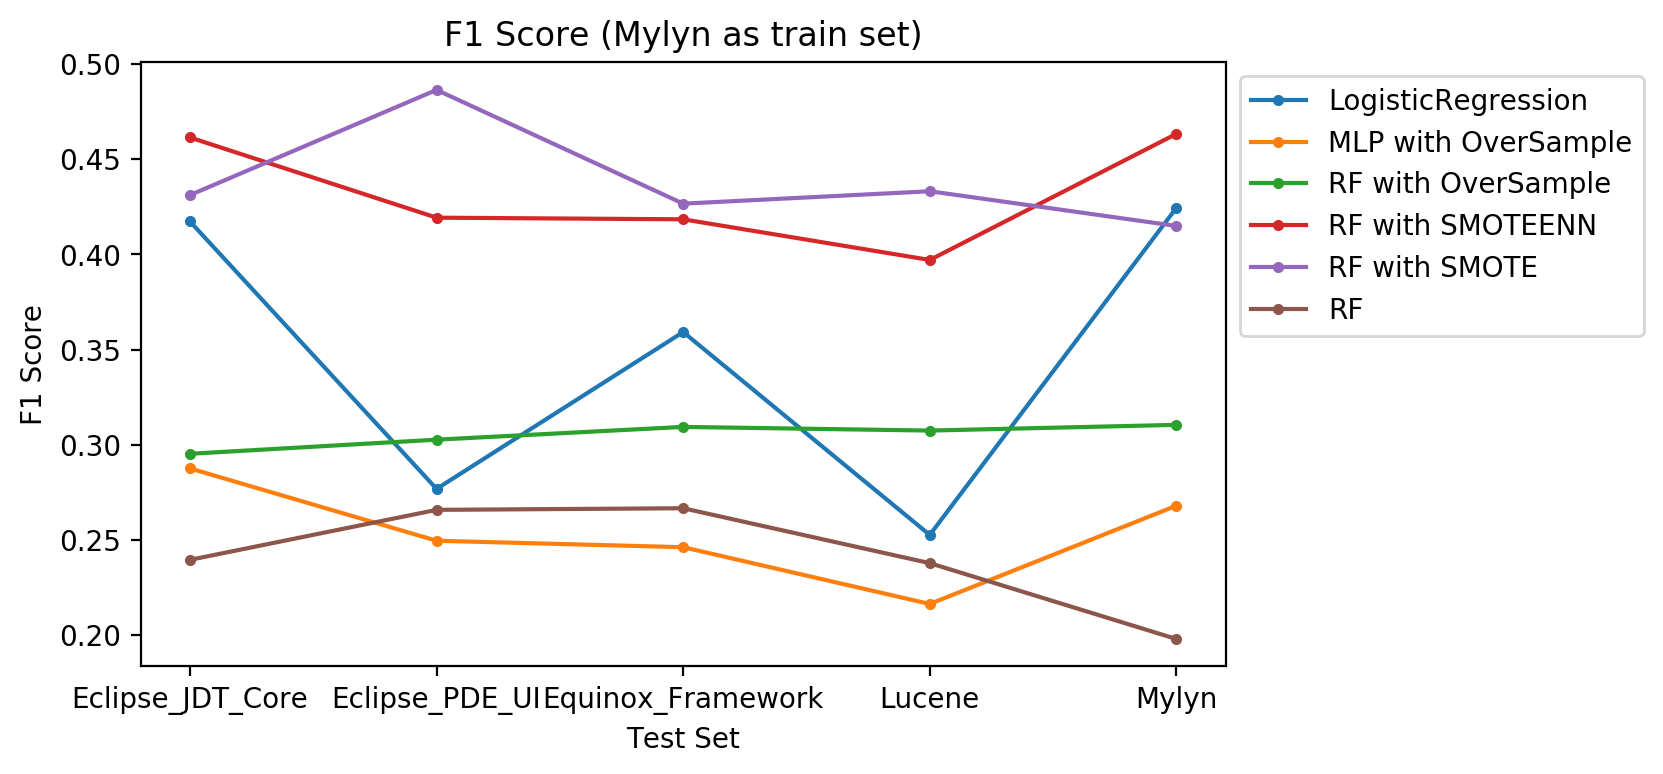 F1 Score (Mylyn as train set)
0.50
0.45
0.40
0.35
0.30
0.25
0.20
F1 Score
Eclipse_JDT_Core
Eclipse_PDE_UI
Equinox_Framework
Lucene
Mylyn
Test Set
LogisticRegression
MLP with OverSample
RF with OverSample
RF with SMOTEENN
RF with SMOTE
RF